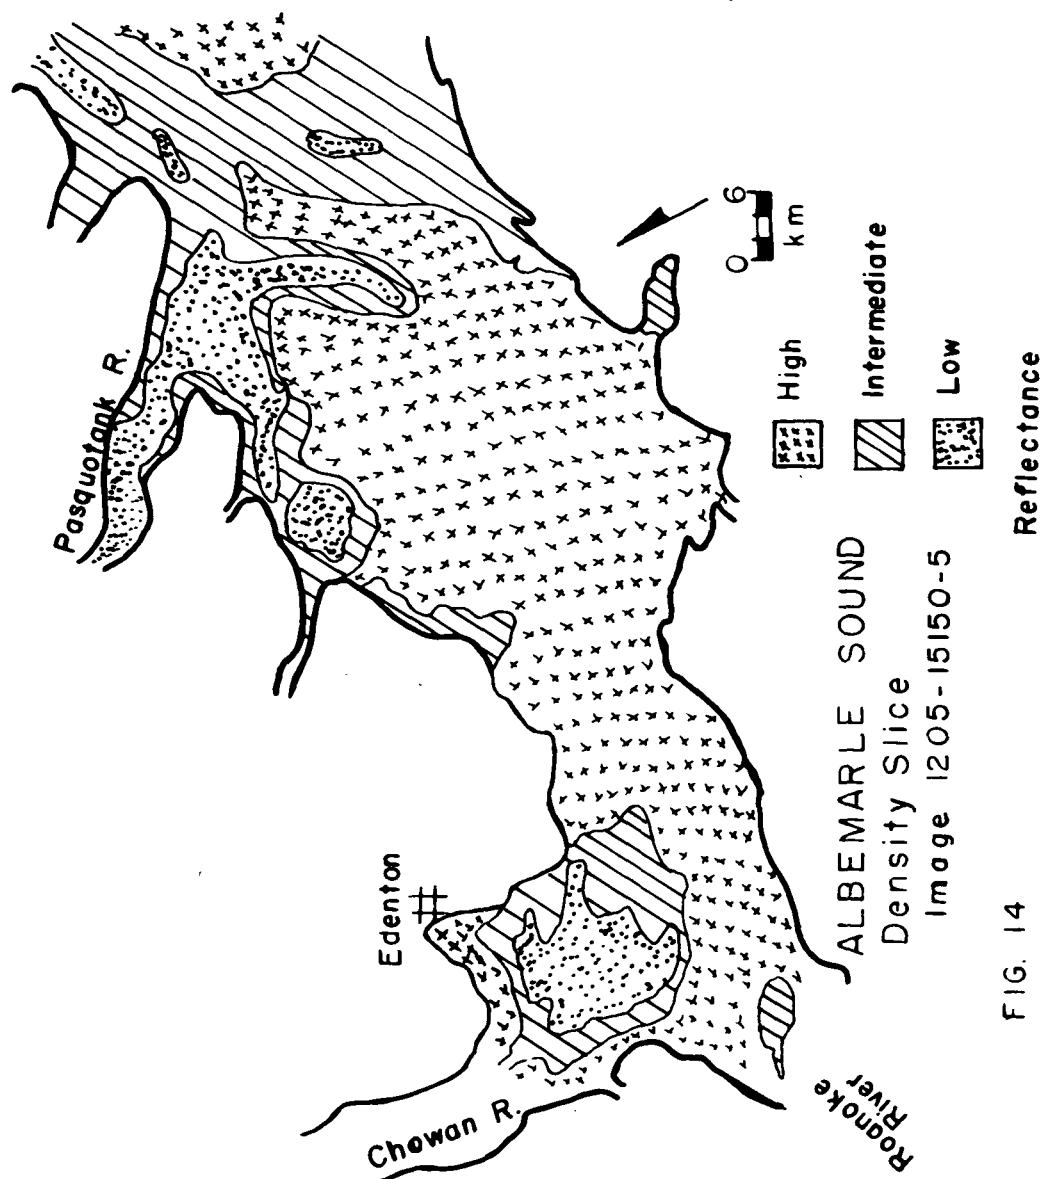 Pasquotank R.
Edenton
Chowan R.
Roanoke
River
0 6
km
High
Intermediate
Low
Reflectance
ALBEMARLE SOUND
Density Slice
Image 1205-15150-5
FIG. 14